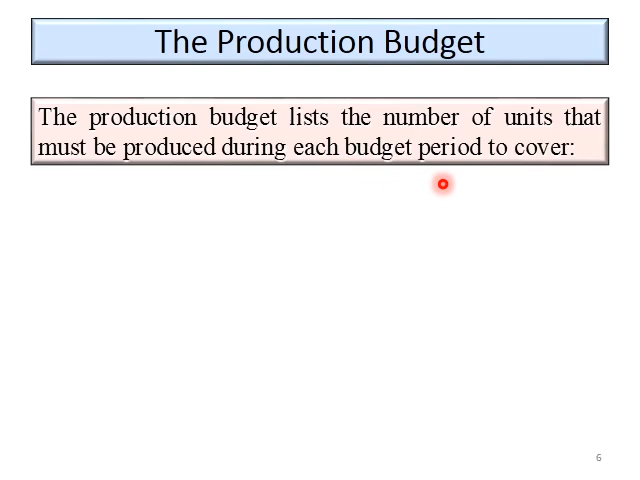 The Production Budget
The production budget lists the number of units that
must be produced during each budget period to cover:
6